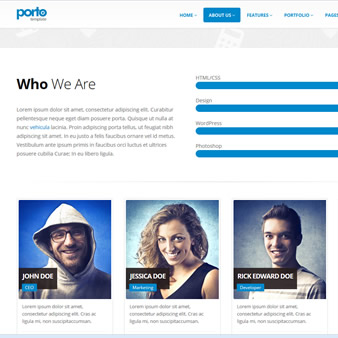 porto
template
HOME
ABOUT US
FEATURES
PORTFOLIO
PAGES
Who We Are
Lorem ipsum dolor sit amet, consectetur adipiscing elit. Curabitur
pellentesque neque eget diam posuere porta. Quisque ut nulla at nunc
vehicula lacinia. Proin adipiscing porta tellus, ut feugiat nibh
adipiscing sit amet. In eu justo a felis faucibus ornare vel id metus.
Vestibulum ante ipsum primis in faucibus orci luctus et ultrices
posuere cubilia Curae; In eu libero ligula.
HTML/CSS
Design
WordPress
Photoshop
JOHN DOE
CEO
Lorem ipsum dolor sit amet,
consectetur adipiscing elit. Cras ac
ligula mi, non suscipitaccumsan.
JESSICA DOE
Marketing
Lorem ipsum dolor sit amet,
consectetur adipiscing elit. Cras ac
ligula mi, non suscipitaccumsan.
RICK EDWARD DOE
Developer
Lorem ipsum dolor sit amet,
consectetur adipiscing elit. Cras ac
ligula mi, non suscipitaccumsan.